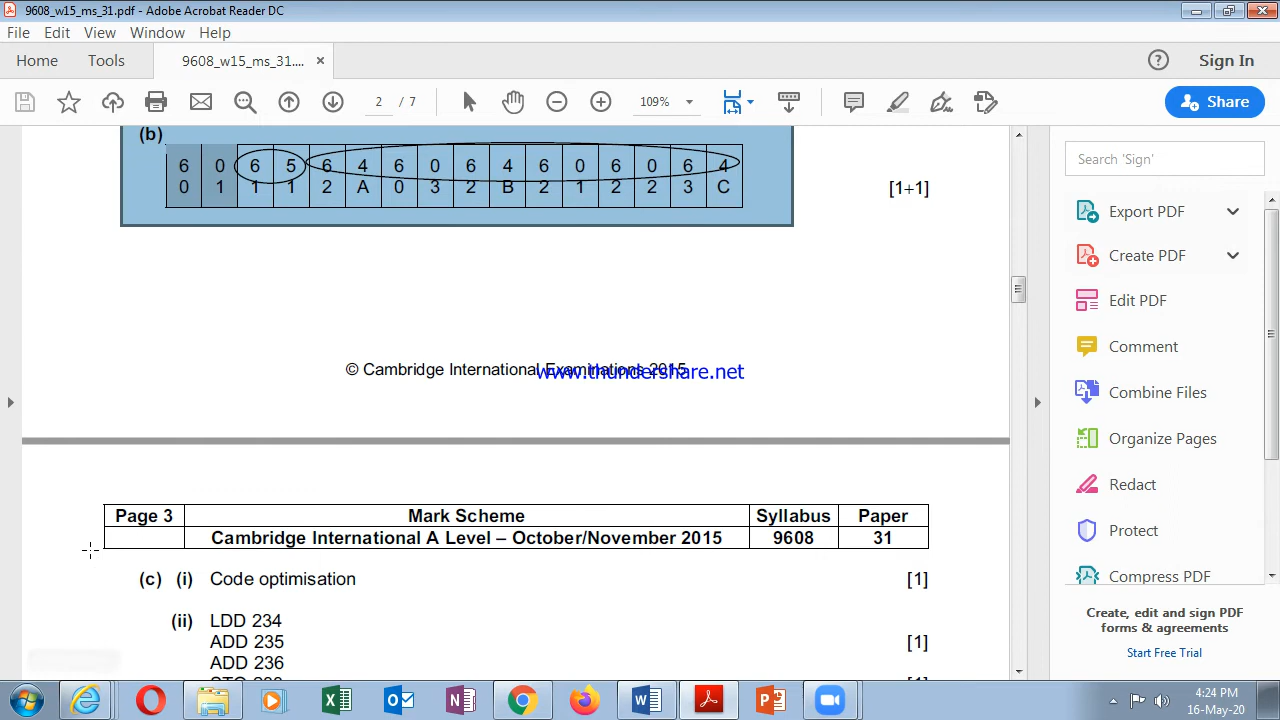 9608_w15_ms_31.pdf - Adobe Acrobat Reader DC
File Edit View Window Help
Home Tools 9608_w15_ms_31.... × Sign In
2 / 7 109% Share
(b)
6 0 6 5 6 4 6 0 6 4 6 0 6 0 6 4
0 1 1 1 2 A 0 3 2 B 2 1 2 2 3 C
[1+1]
© Cambridge International Examinations 2015
www.thundershare.net
Page 3 Mark Scheme Syllabus Paper
Cambridge International A Level – October/November 2015 9608 31
(c) (i) Code optimisation [1]
(ii) LDD 234
ADD 235 [1]
ADD 236
Search 'Sign'
Export PDF
Create PDF
Edit PDF
Comment
Combine Files
Organize Pages
Redact
Protect
Compress PDF
Create, edit and sign PDF
forms & agreements
Start Free Trial
4:24 PM
16-May-20